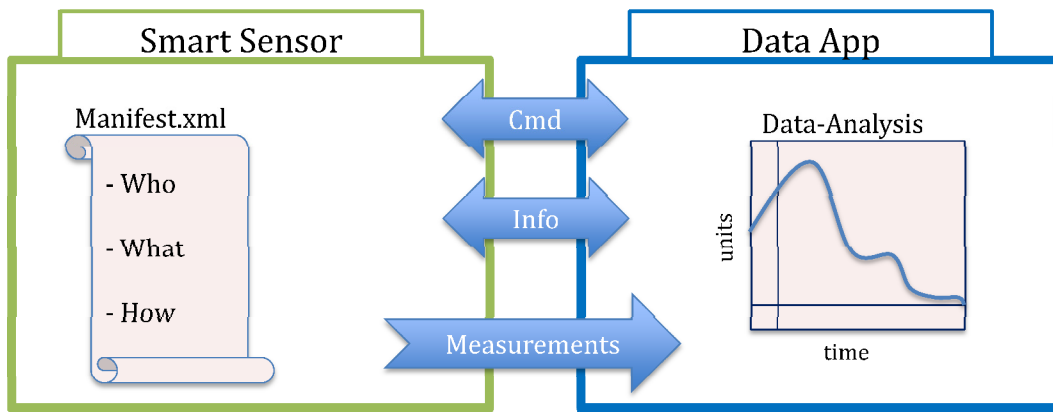 Smart Sensor
Data App
Manifest.xml
- Who
- What
- How
Cmd
Info
Measurements
Data-Analysis
units
time